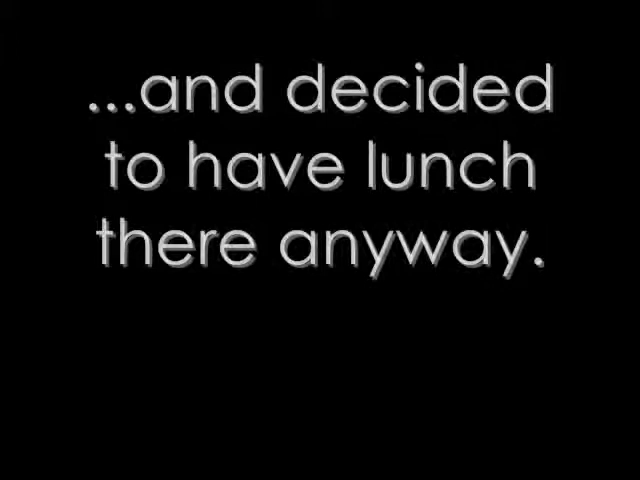 ...and decided
to have lunch
there anyway.